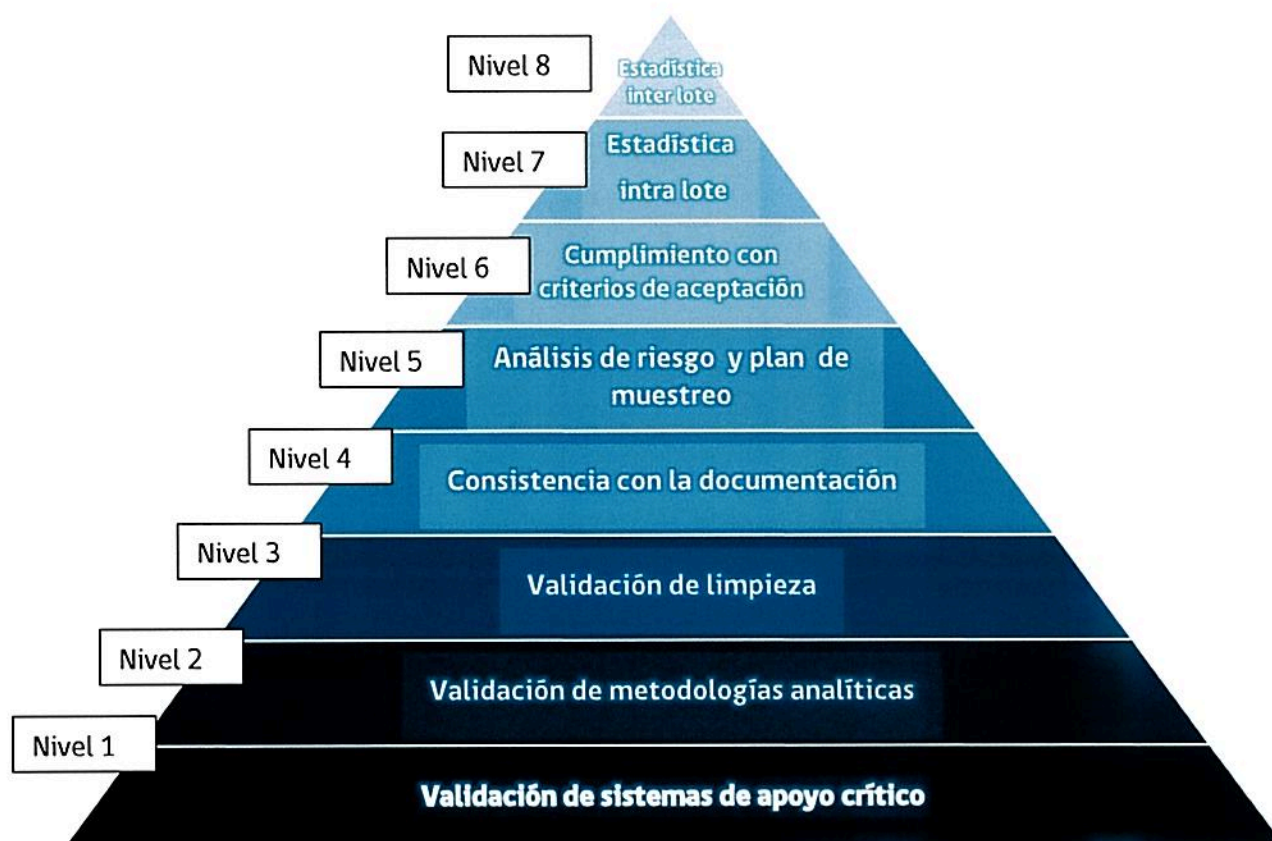 Nivel 8
Estadística
inter lote
Nivel 7
Estadística
intra lote
Nivel 6
Cumplimiento con
criterios de aceptación
Nivel 5
Análisis de riesgo y plan de
muestreo
Nivel 4
Consistencia con la documentación
Nivel 3
Validación de limpieza
Nivel 2
Validación de metodologías analíticas
Nivel 1
Validación de sistemas de apoyo crítico